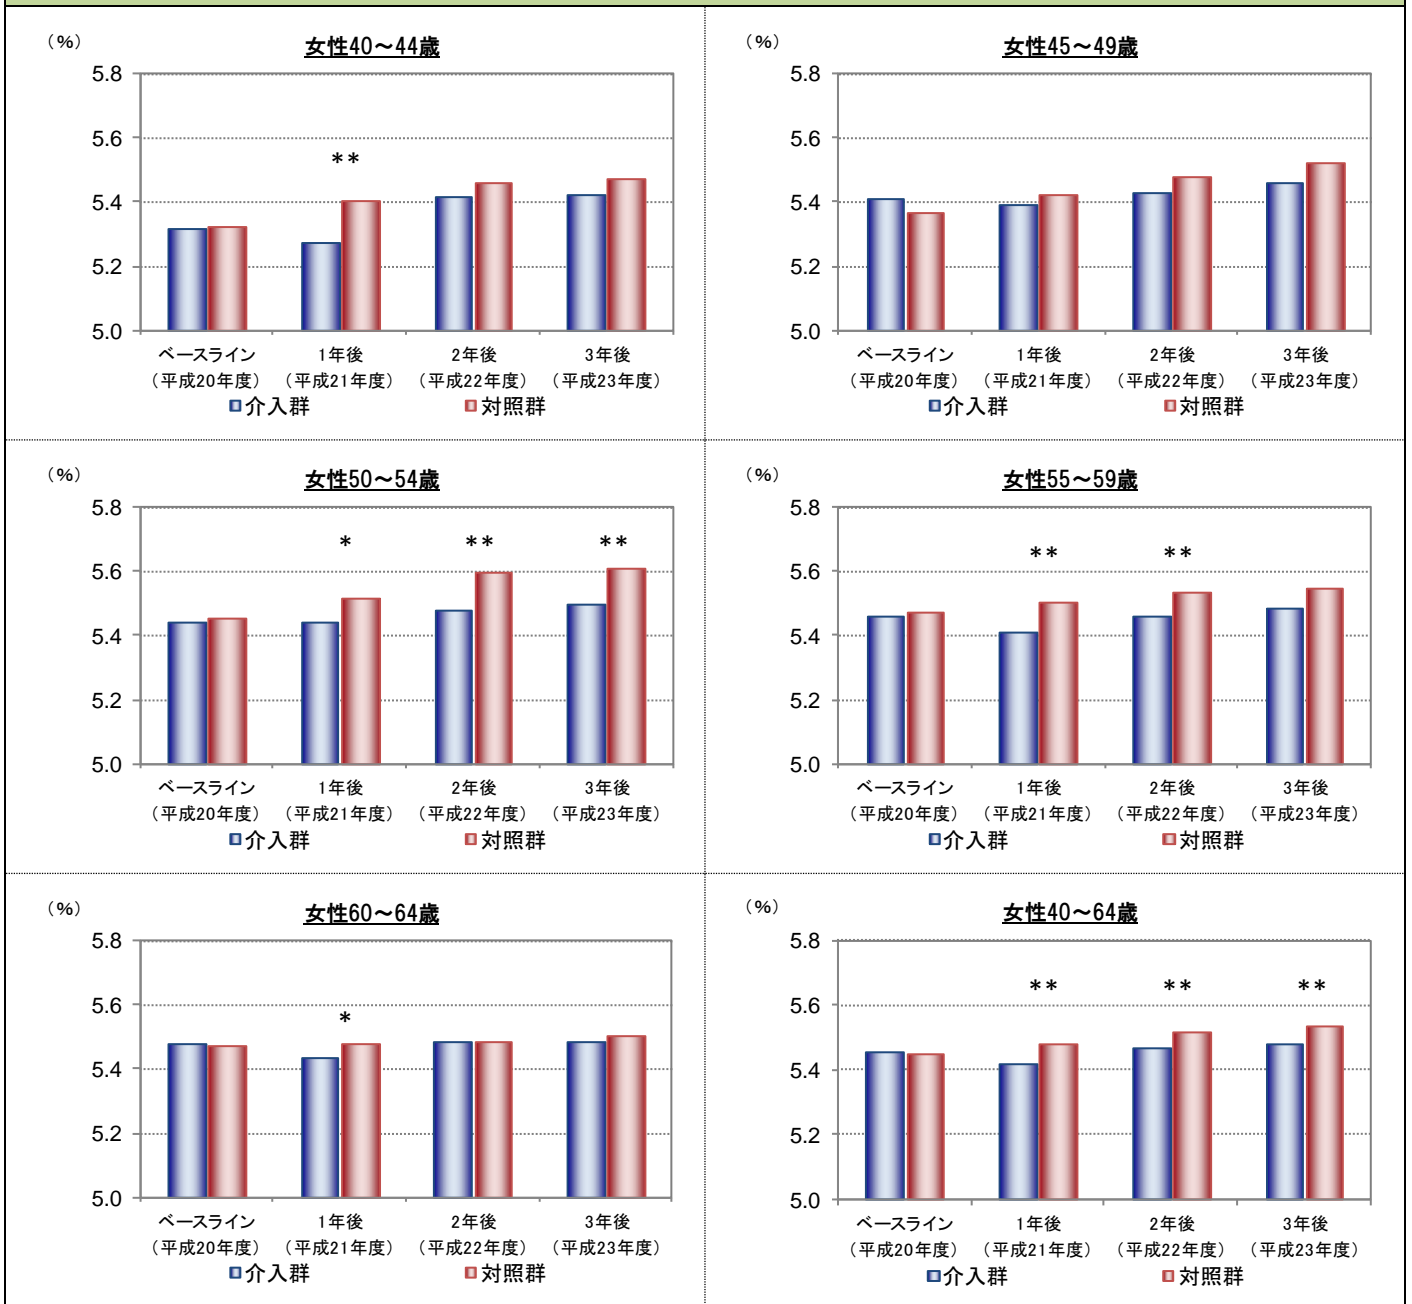 （%）
女性40～44歳
5.8
5.6
**
5.4
5.2
5.0
ベースライン 1年後 2年後 3年後
（平成20年度） （平成21年度） （平成22年度） （平成23年度）
介入群 対照群
（%）
女性45～49歳
5.8
5.6
5.4
5.2
5.0
ベースライン 1年後 2年後 3年後
（平成20年度） （平成21年度） （平成22年度） （平成23年度）
介入群 対照群
（%）
女性50～54歳
5.8
* ** **
5.6
5.4
5.2
5.0
ベースライン 1年後 2年後 3年後
（平成20年度） （平成21年度） （平成22年度） （平成23年度）
介入群 対照群
（%）
女性55～59歳
5.8
** **
5.6
5.4
5.2
5.0
ベースライン 1年後 2年後 3年後
（平成20年度） （平成21年度） （平成22年度） （平成23年度）
介入群 対照群
（%）
女性60～64歳
5.8
5.6
*
5.4
5.2
5.0
ベースライン 1年後 2年後 3年後
（平成20年度） （平成21年度） （平成22年度） （平成23年度）
介入群 対照群
（%）
女性40～64歳
5.8
** ** **
5.6
5.4
5.2
5.0
ベースライン 1年後 2年後 3年後
（平成20年度） （平成21年度） （平成22年度） （平成23年度）
介入群 対照群